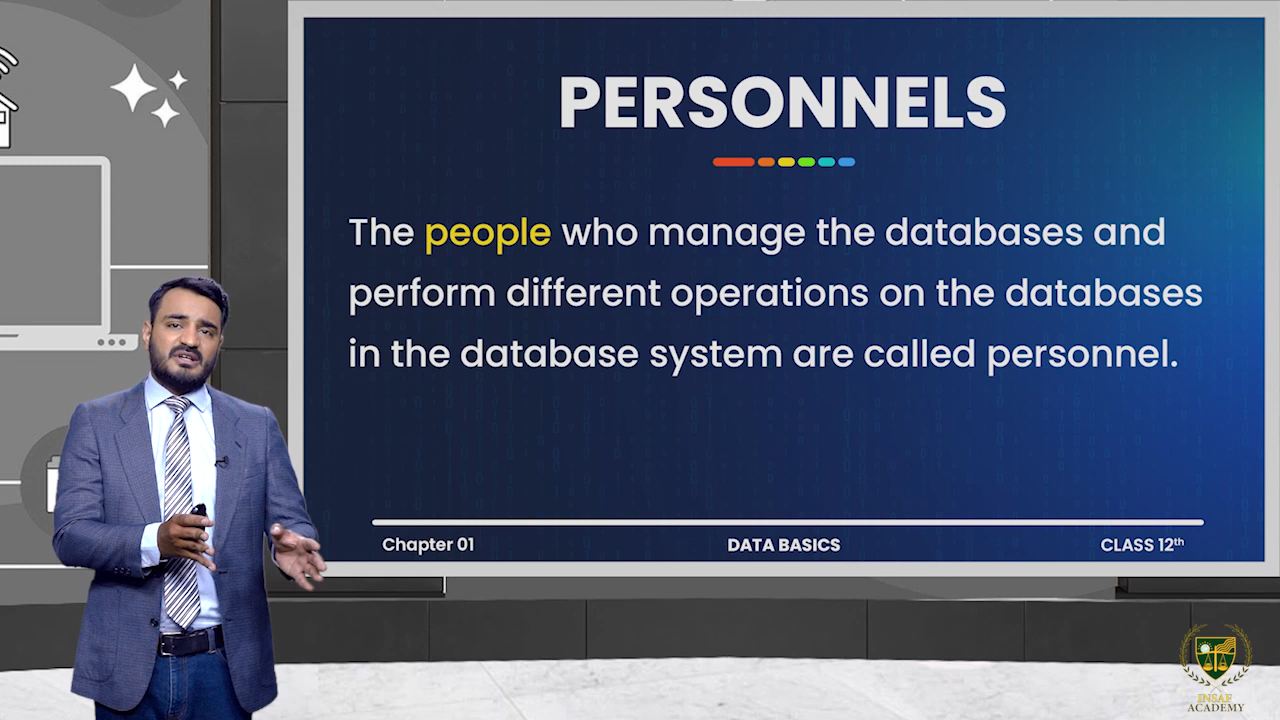 PERSONNELS
The people who manage the databases and
perform different operations on the databases
in the database system are called personnel.
Chapter 01
DATA BASICS
CLASS 12th
INSAF
ACADEMY